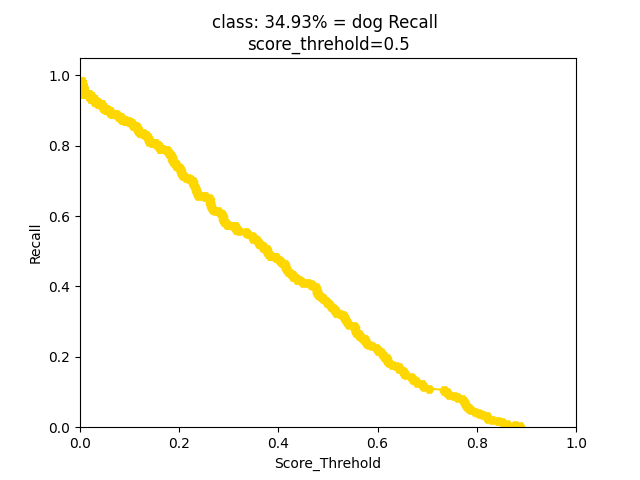 class: 34.93% = dog Recall
score_threhold=0.5
Recall
1.0
0.8
0.6
0.4
0.2
0.0
0.0 0.2 0.4 0.6 0.8 1.0
Score_Threhold